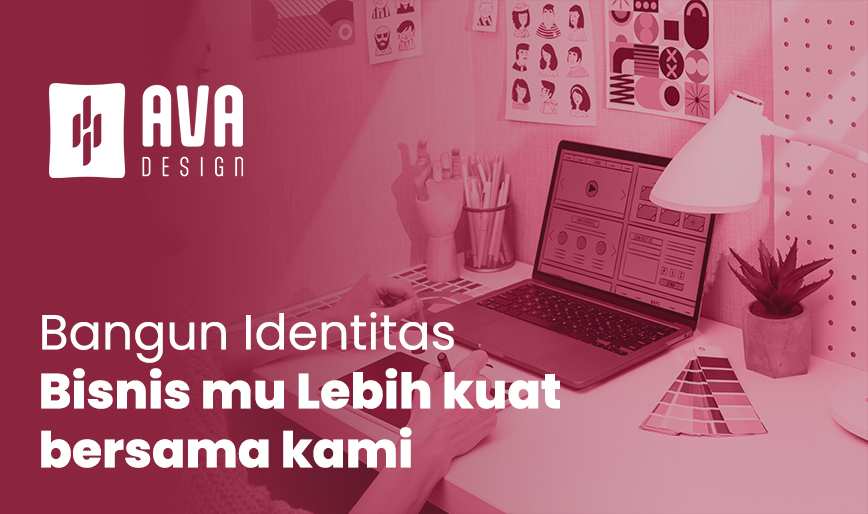 AVA
DESIGN
Bangun Identitas
Bisnis mu Lebih kuat
bersama kami